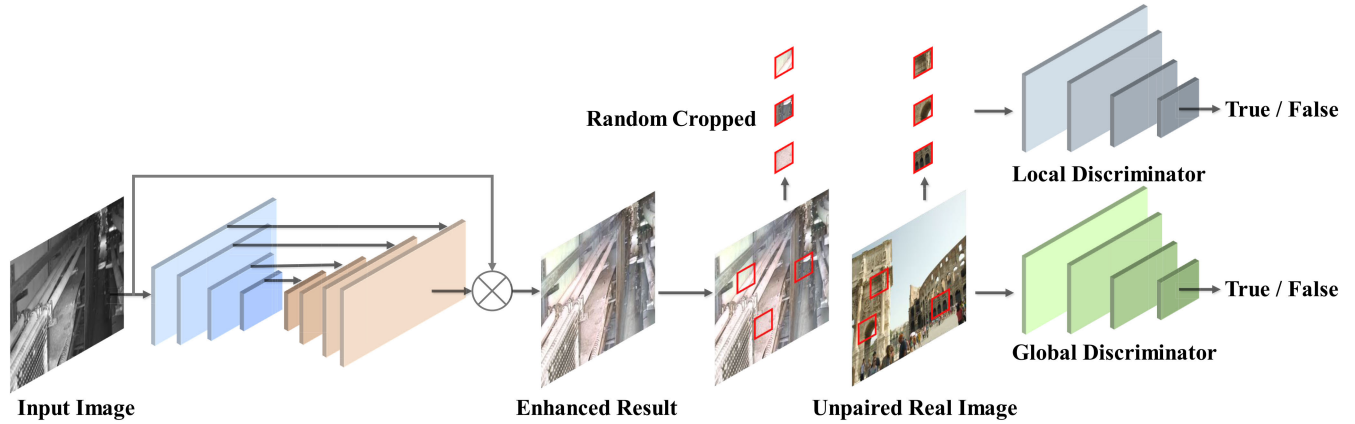 Random Cropped
True / False
Local Discriminator
True / False
Global Discriminator
Input Image
Enhanced Result
Unpaired Real Image